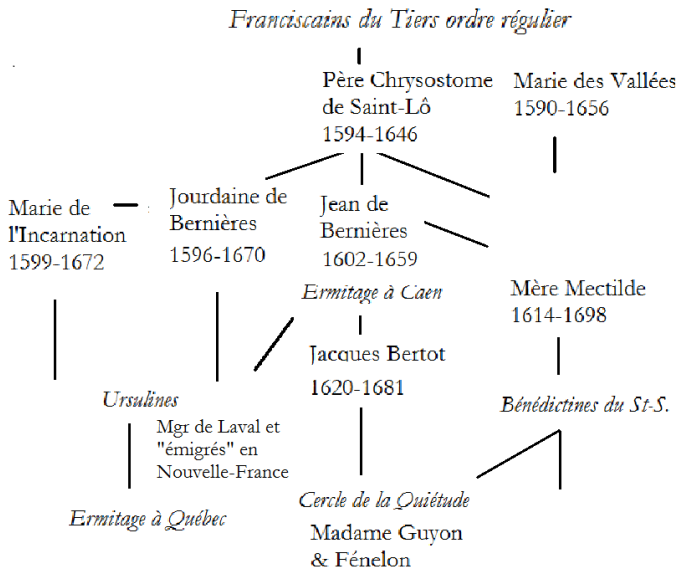 Franciscains du Tiers ordre régulier
Père Chrysostome
de Saint-Lô
1594-1646
Marie des Vallées
1590-1656
Marie de
l'Incarnation
1599-1672
Jourdaine de
Bernières
1596-1670
Jean de
Bernières
1602-1659
Ermitage à Caen
Mère Mectilde
1614-1698
Jacques Bertot
1620-1681
Ursulines
Mgr de Laval et
"émigrés" en
Nouvelle-France
Bénédictines du St-S.
Ermitage à Québec
Cercle de la Quiétude
Madame Guyon
& Fénelon